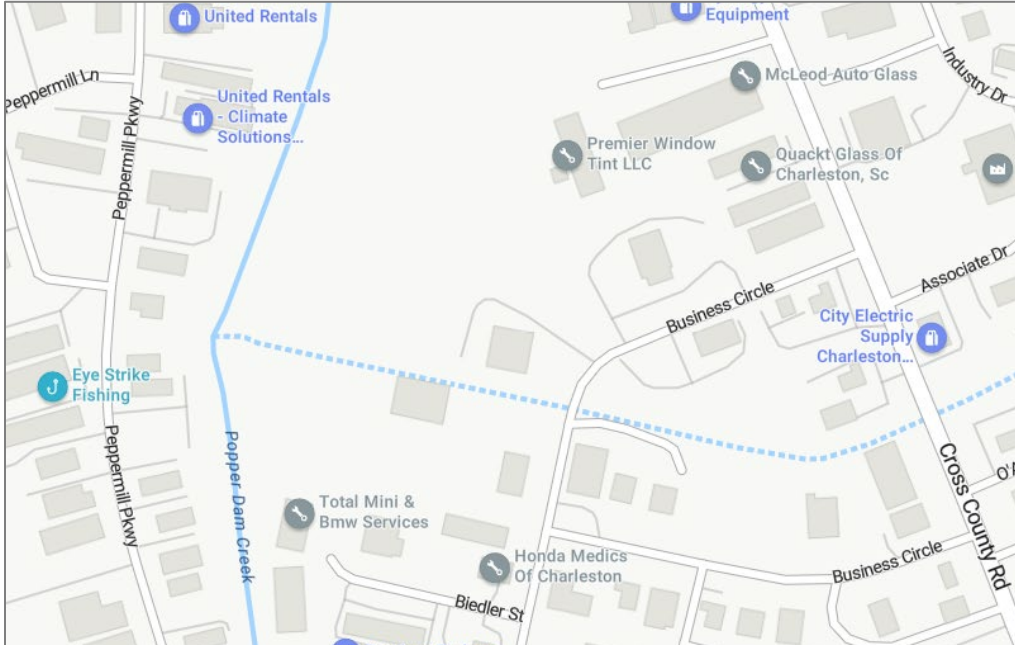 United Rentals
Equipment
Peppermill Ln
McLeod Auto Glass
Industry Dr
United Rentals
- Climate
Solutions...
Peppermill Pkwy
Premier Window
Tint LLC
Quackt Glass Of
Charleston, Sc
Associate Dr
Business Circle
City Electric
Supply
Charleston...
Eye Strike
Fishing
Peppermill Pkwy
Popper Dam Creek
Cross County Rd
O'A
Total Mini &
Bmw Services
Honda Medics
Of Charleston
Business Circle
Biedler St